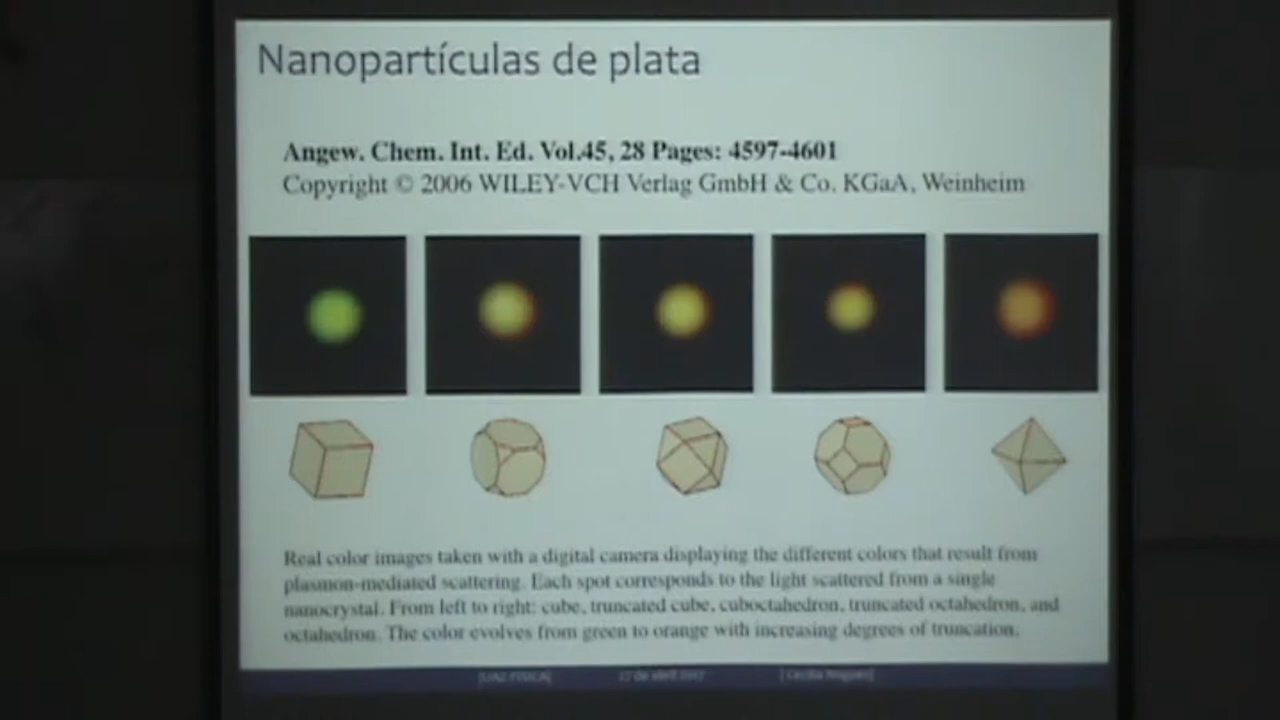 Nanopartículas de plata
Angew. Chem. Int. Ed. Vol.45, 28 Pages: 4597-4601
Copyright © 2006 WILEY-VCH Verlag GmbH & Co. KGaA, Weinheim
Real color images taken with a digital camera displaying the different colors that result from
plasmon-mediated scattering. Each spot corresponds to the light scattered from a single
nanocrystal. From left to right: cube, truncated cube, cuboctahedron, truncated octahedron, and
octahedron. The color evolves from green to orange with increasing degrees of truncation.